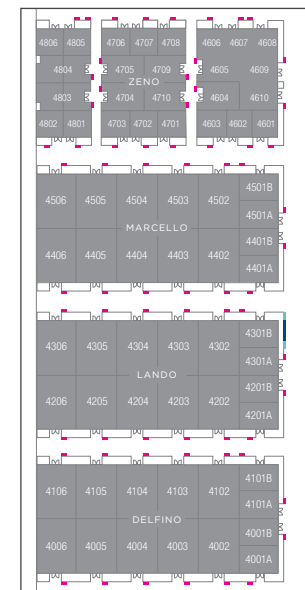 4806 4805 4706 4707 4708 4606 4607 4608
4804 4705 4709 4605 4609
ZENO
4803 4704 4710 4604 4610
4802 4801 4703 4702 4701 4603 4602 4601
4506 4505 4504 4503 4502 4501B
4501A
MARCELLO
4406 4405 4404 4403 4402 4401B
4401A
4306 4305 4304 4303 4302 4301B
4301A
LANDO
4206 4205 4204 4203 4202 4201B
4201A
4106 4105 4104 4103 4102 4101B
4101A
DELFINO
4006 4005 4004 4003 4002 4001B
4001A